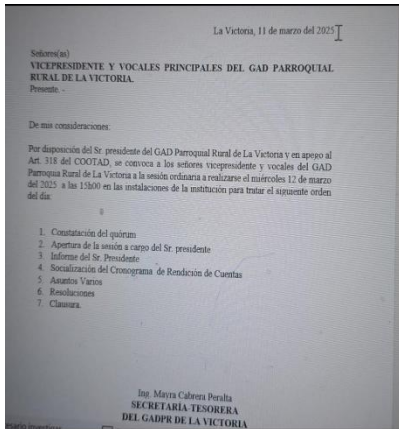 La Victoria, 11 de marzo del 2025
Señores(as)
VICEPRESIDENTE Y VOCALES PRINCIPALES DEL GAD PARROQUIAL
RURAL DE LA VICTORIA.
Presente. -
De mis consideraciones:
Por disposición del Sr. presidente del GAD Parroquial Rural de La Victoria y en apego al
Art. 318 del COOTAD, se convoca a los señores vicepresidente y vocales del GAD
Parroquia Rural de La Victoria a la sesión ordinaria a realizarse el miércoles 12 de marzo
del 2025 a las 15h00 en las instalaciones de la institución para tratar el siguiente orden
del día:
1. Constatación del quórum
2. Apertura de la sesión a cargo del Sr. presidente
3. Informe del Sr. Presidente
4. Socialización del Cronograma de Rendición de Cuentas
5. Asuntos Varios
6. Resoluciones
7. Clausura.
Ing. Mayra Cabrera Peralta
SECRETARIA-TESORERA
DEL GADPR DE LA VICTORIA